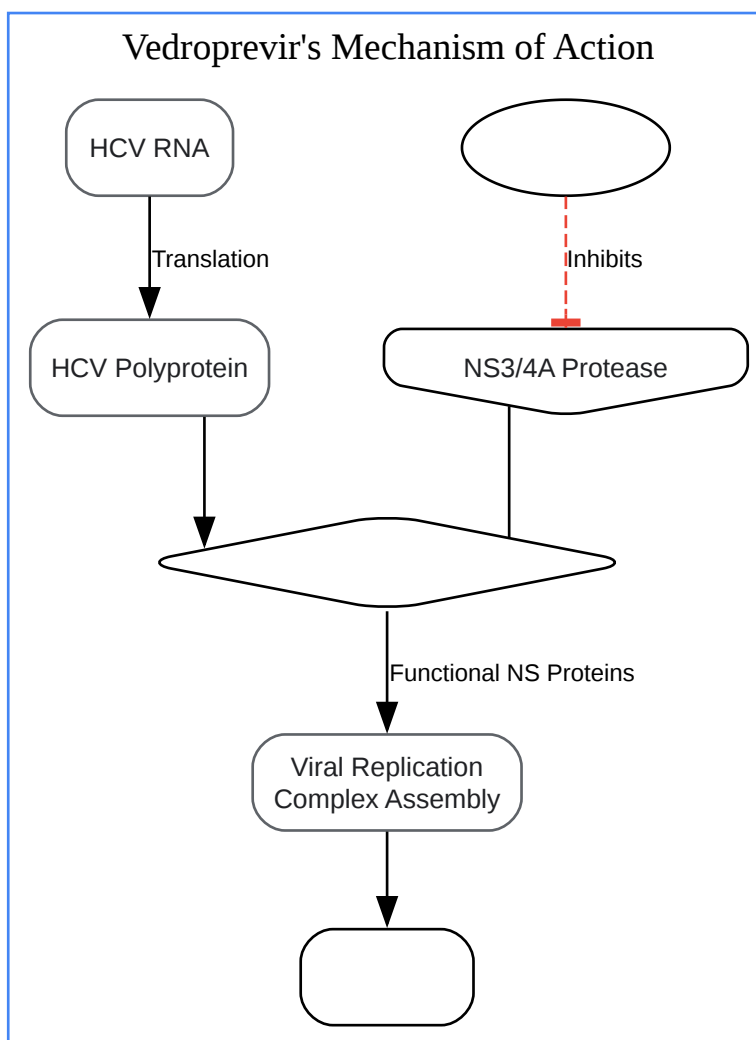 Vedroprevir's Mechanism of Action
HCV RNA
Translation
Inhibits
HCV Polyprotein
NS3/4A Protease
Functional NS Proteins
Viral Replication
Complex Assembly